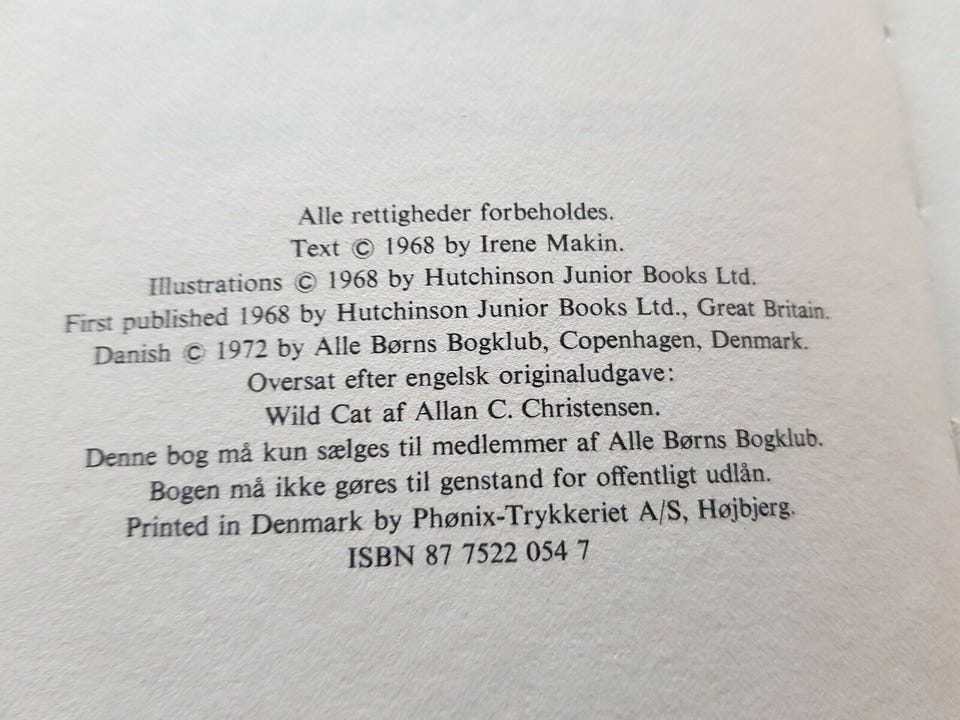 Alle rettigheder forbeholdes.
Text © 1968 by Irene Makin.
Illustrations © 1968 by Hutchinson Junior Books Ltd.
First published 1968 by Hutchinson Junior Books Ltd., Great Britain.
Danish © 1972 by Alle Børns Bogklub, Copenhagen, Denmark.
Oversat efter engelsk originaludgave:
Wild Cat af Allan C. Christensen.
Denne bog må kun sælges til medlemmer af Alle Børns Bogklub.
Bogen må ikke gøres til genstand for offentligt udlån.
Printed in Denmark by Phønix-Trykkeriet A/S, Højbjerg.
ISBN 87 7522 054 7